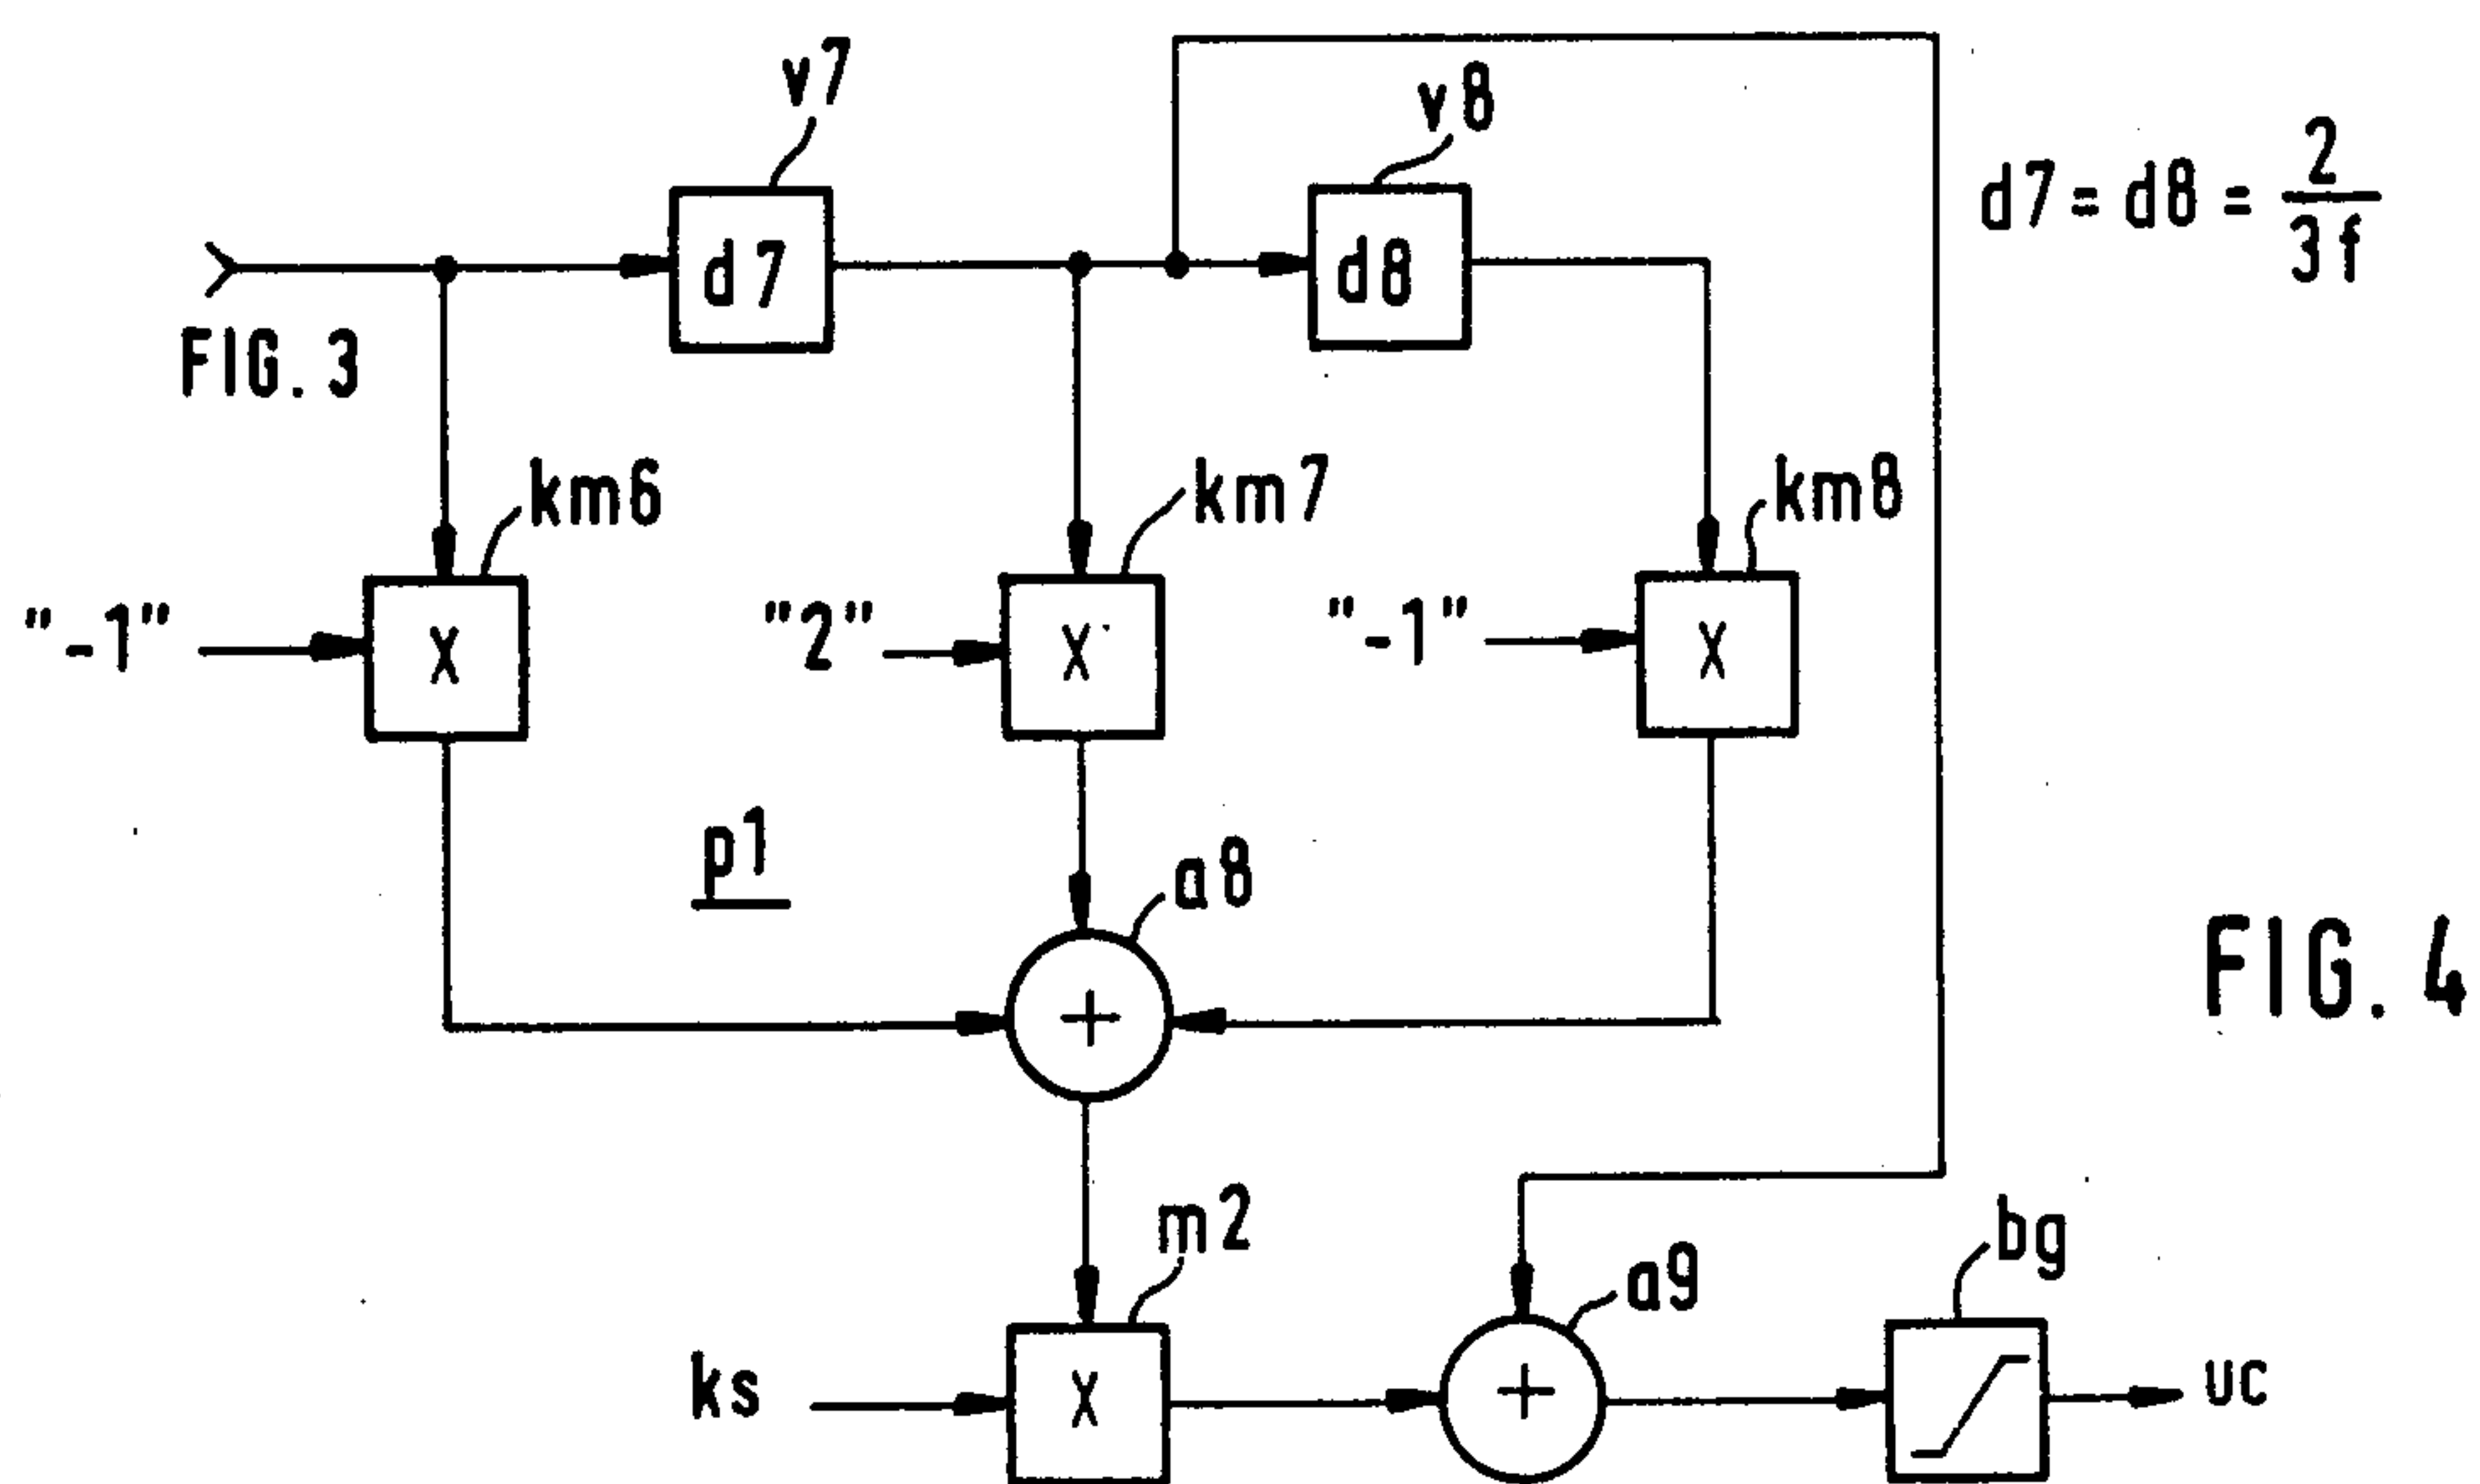 v7
v8
d7 = d8 = 2/3f
d7
d8
FIG. 3
km6
km7
km8
"-1"
X
"2"
X
"-1"
X
p1
a8
+
FIG. 4
m2
a9
bg
ks
X
+
uc